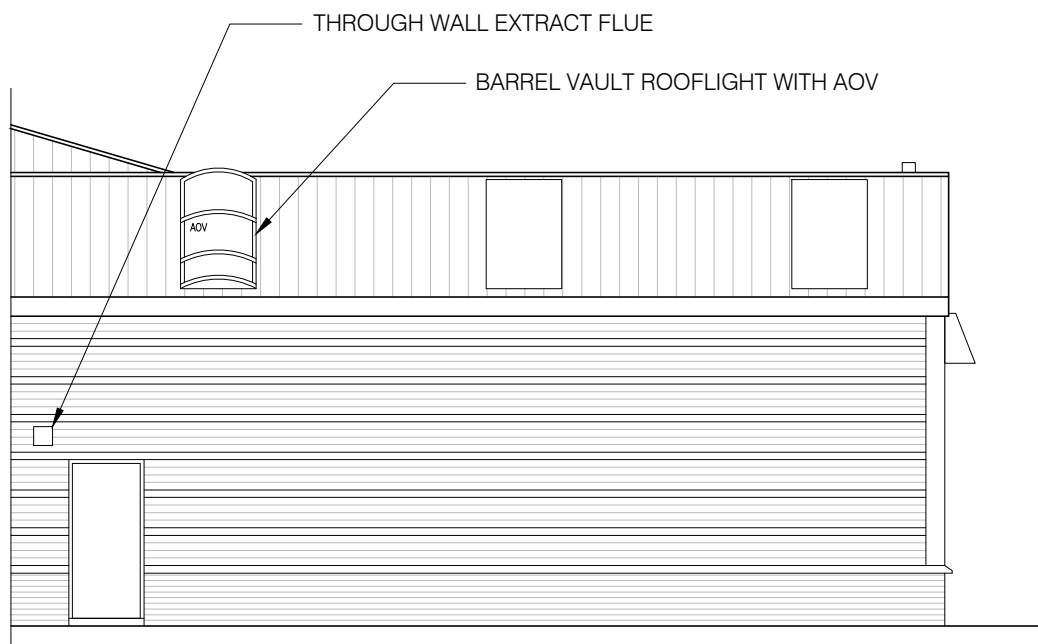 THROUGH WALL EXTRACT FLUE
BARREL VAULT ROOFLIGHT WITH AOV
AOV